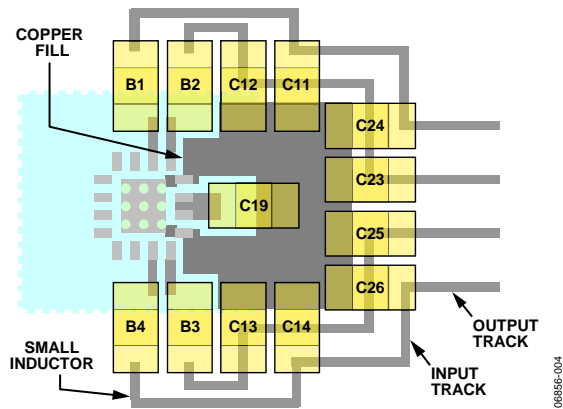 COPPER
FILL
B1
B2
C12
C11
C24
C23
C19
C25
C26
B4
B3
C13
C14
SMALL
INDUCTOR
OUTPUT
TRACK
INPUT
TRACK
06856-004